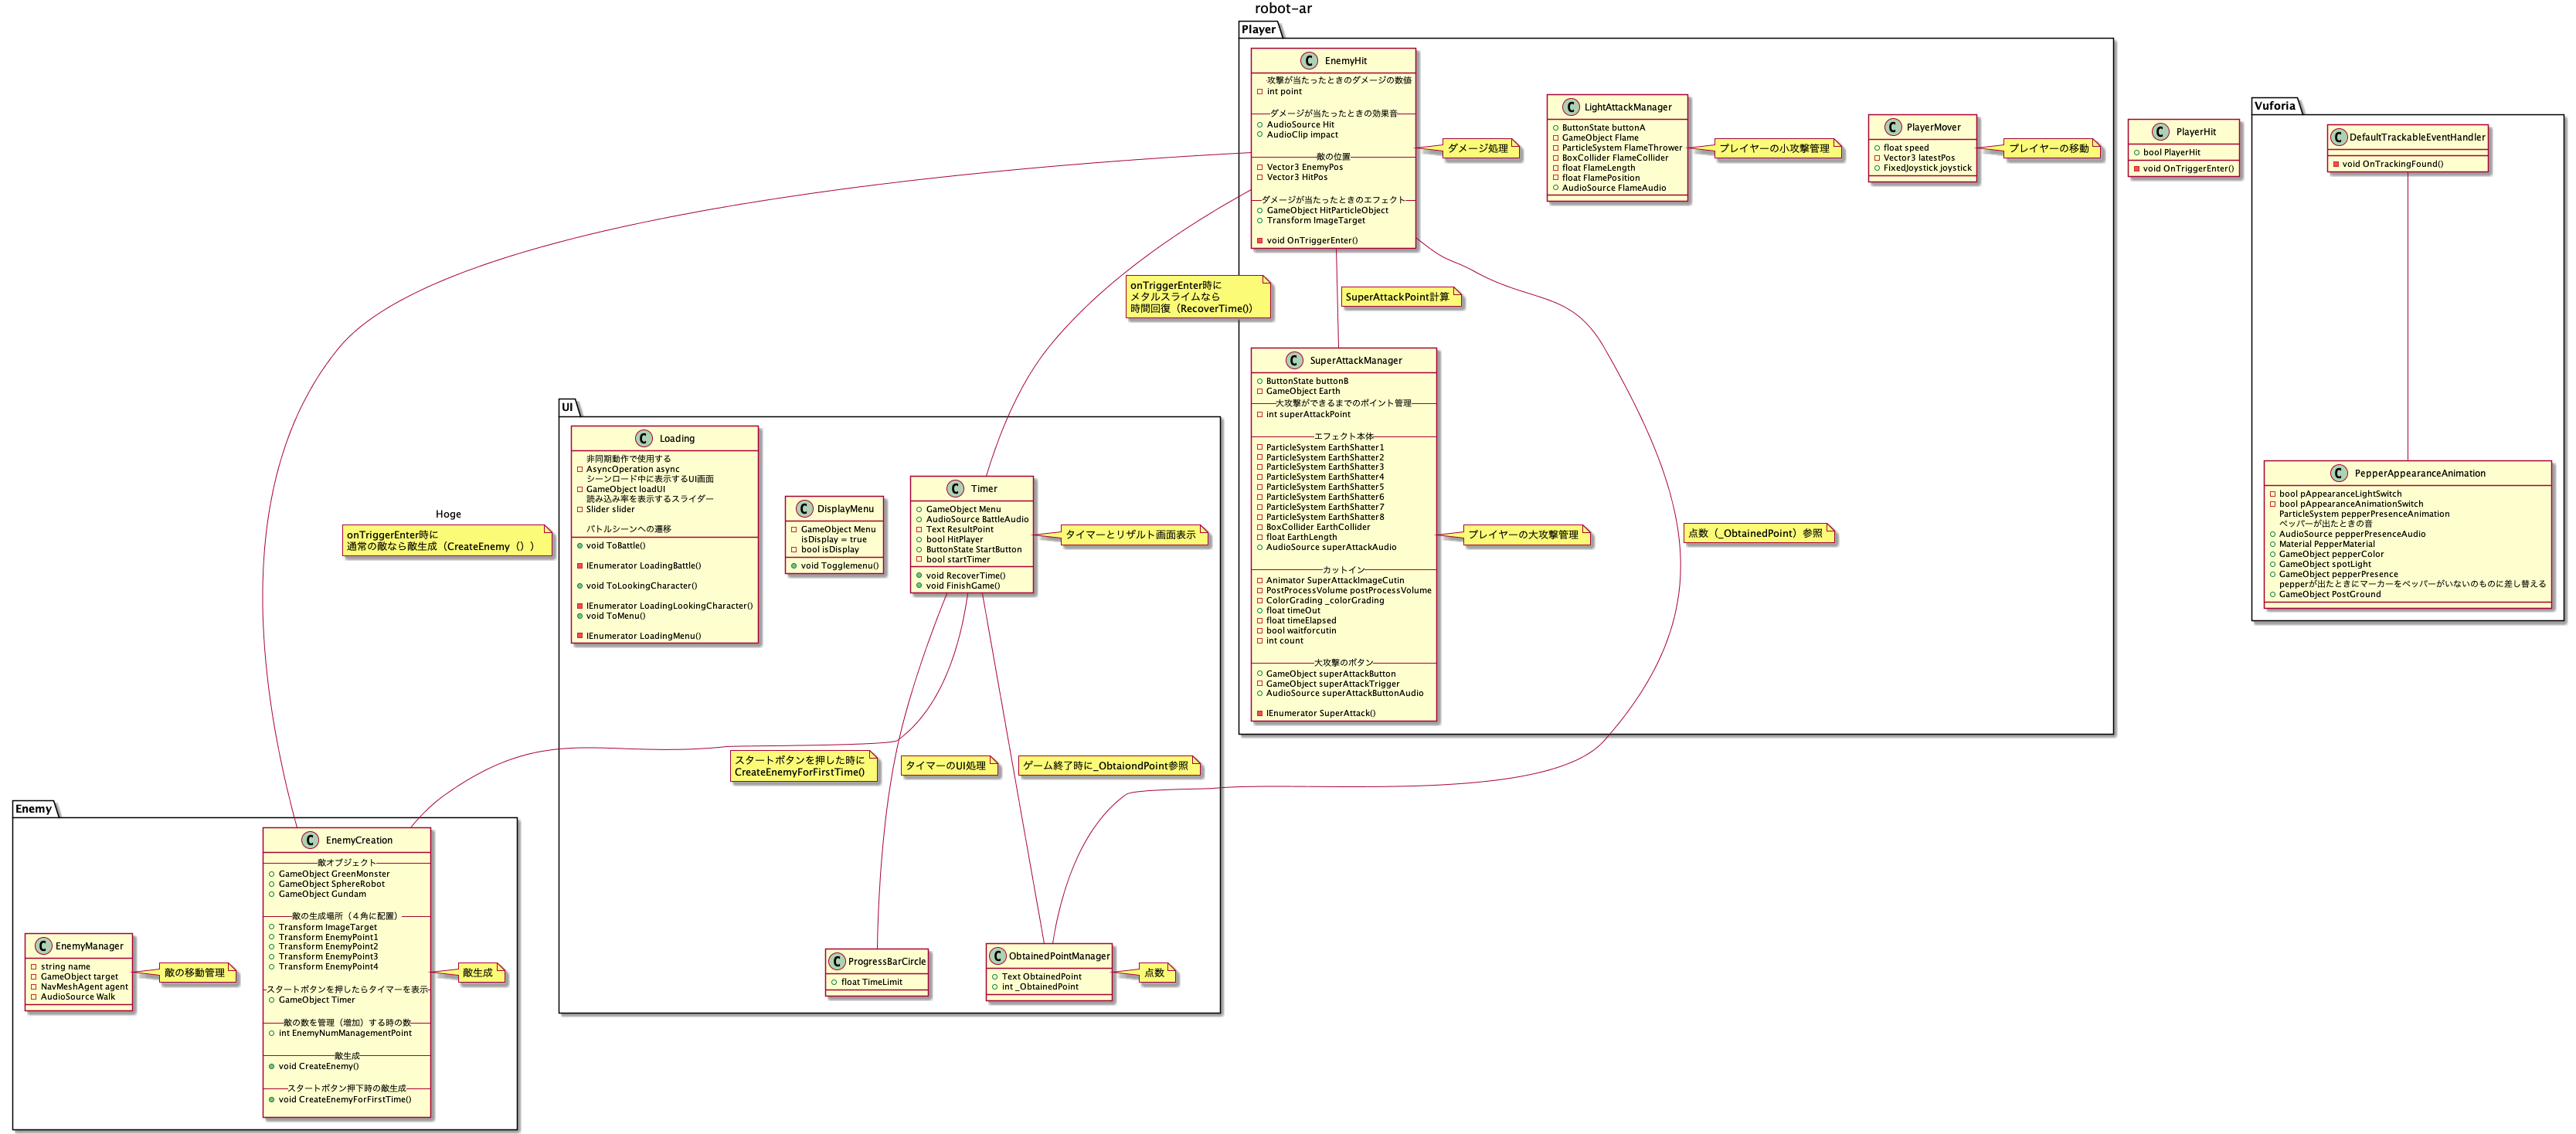 robot-ar
Player
EnemyHit
攻撃が当たったときのダメージの数値
int point
ダメージが当たったときの効果音
AudioSource Hit
AudioClip impact
敵の位置
Vector3 EnemyPos
Vector3 HitPos
ダメージが当たったときのエフェクト
GameObject HitParticleObject
Transform ImageTarget
void OnTriggerEnter()
ダメージ処理
LightAttackManager
ButtonState buttonA
GameObject Flame
ParticleSystem FlameThrower
BoxCollider FlameCollider
float FlameLength
float FlamePosition
AudioSource FlameAudio
プレイヤーの小攻撃管理
PlayerMover
float speed
Vector3 latestPos
FixedJoystick joystick
プレイヤーの移動
PlayerHit
bool PlayerHit
void OnTriggerEnter()
Vuforia
DefaultTrackableEventHandler
void OnTrackingFound()
onTriggerEnter時に
メタルスライムなら
時間回復（RecoverTime()）
SuperAttackPoint計算
SuperAttackManager
ButtonState buttonB
GameObject Earth
大攻撃ができるまでのポイント管理
int superAttackPoint
エフェクト本体
ParticleSystem EarthShatter1
ParticleSystem EarthShatter2
ParticleSystem EarthShatter3
ParticleSystem EarthShatter4
ParticleSystem EarthShatter5
ParticleSystem EarthShatter6
ParticleSystem EarthShatter7
ParticleSystem EarthShatter8
BoxCollider EarthCollider
float EarthLength
AudioSource superAttackAudio
カットイン
Animator SuperAttackImageCutin
PostProcessVolume postProcessVolume
ColorGrading _colorGrading
float timeOut
float timeElapsed
bool waitforcutin
int count
大攻撃のボタン
GameObject superAttackButton
GameObject superAttackTrigger
AudioSource superAttackButtonAudio
IEnumerator SuperAttack()
プレイヤーの大攻撃管理
点数（_ObtainedPoint）参照
PepperAppearanceAnimation
bool pAppearanceLightSwitch
bool pAppearanceAnimationSwitch
ParticleSystem pepperPresenceAnimation
ペッパーが出たときの音
AudioSource pepperPresenceAudio
Material PepperMaterial
GameObject pepperColor
GameObject spotLight
GameObject pepperPresence
pepperが出たときにマーカーをペッパーがいないのものに差し替える
GameObject PostGround
UI
Loading
非同期動作で使用する
AsyncOperation async
シーンロード中に表示するUI画面
GameObject loadUI
読み込み率を表示するスライダー
Slider slider
バトルシーンへの遷移
void ToBattle()
IEnumerator LoadingBattle()
void ToLookingCharacter()
IEnumerator LoadingLookingCharacter()
void ToMenu()
IEnumerator LoadingMenu()
DisplayMenu
GameObject Menu
isDisplay = true
bool isDisplay
void Togglemenu()
Timer
GameObject Menu
AudioSource BattleAudio
Text ResultPoint
bool HitPlayer
ButtonState StartButton
bool startTimer
void RecoverTime()
void FinishGame()
タイマーとリザルト画面表示
Hoge
onTriggerEnter時に
通常の敵なら敵生成（CreateEnemy（））
スタートボタンを押した時に
CreateEnemyForFirstTime()
タイマーのUI処理
ゲーム終了時に_ObtaiondPoint参照
ProgressBarCircle
float TimeLimit
ObtainedPointManager
Text ObtainedPoint
int _ObtainedPoint
点数
Enemy
EnemyManager
string name
GameObject target
NavMeshAgent agent
AudioSource Walk
敵の移動管理
EnemyCreation
敵オブジェクト
GameObject GreenMonster
GameObject SphereRobot
GameObject Gundam
敵の生成場所（４角に配置）
Transform ImageTarget
Transform EnemyPoint1
Transform EnemyPoint2
Transform EnemyPoint3
Transform EnemyPoint4
スタートボタンを押したらタイマーを表示
GameObject Timer
敵の数を管理（増加）する時の数
int EnemyNumManagementPoint
敵生成
void CreateEnemy()
スタートボタン押下時の敵生成
void CreateEnemyForFirstTime()
敵生成